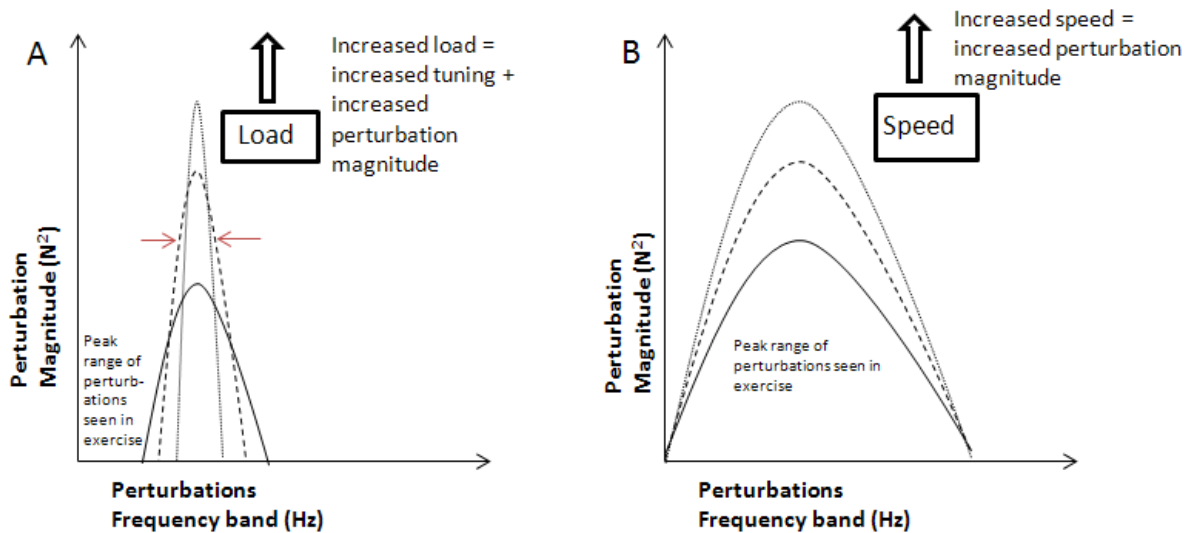 A
Load
Increased load =
increased tuning +
increased
perturbation
magnitude
Perturbation
Magnitude (N²)
Peak
range of
perturb-
ations
seen in
exercise
Perturbations
Frequency band (Hz)
B
Speed
Increased speed =
increased perturbation
magnitude
Perturbation
Magnitude (N²)
Peak range of
perturbations seen in
exercise
Perturbations
Frequency band (Hz)